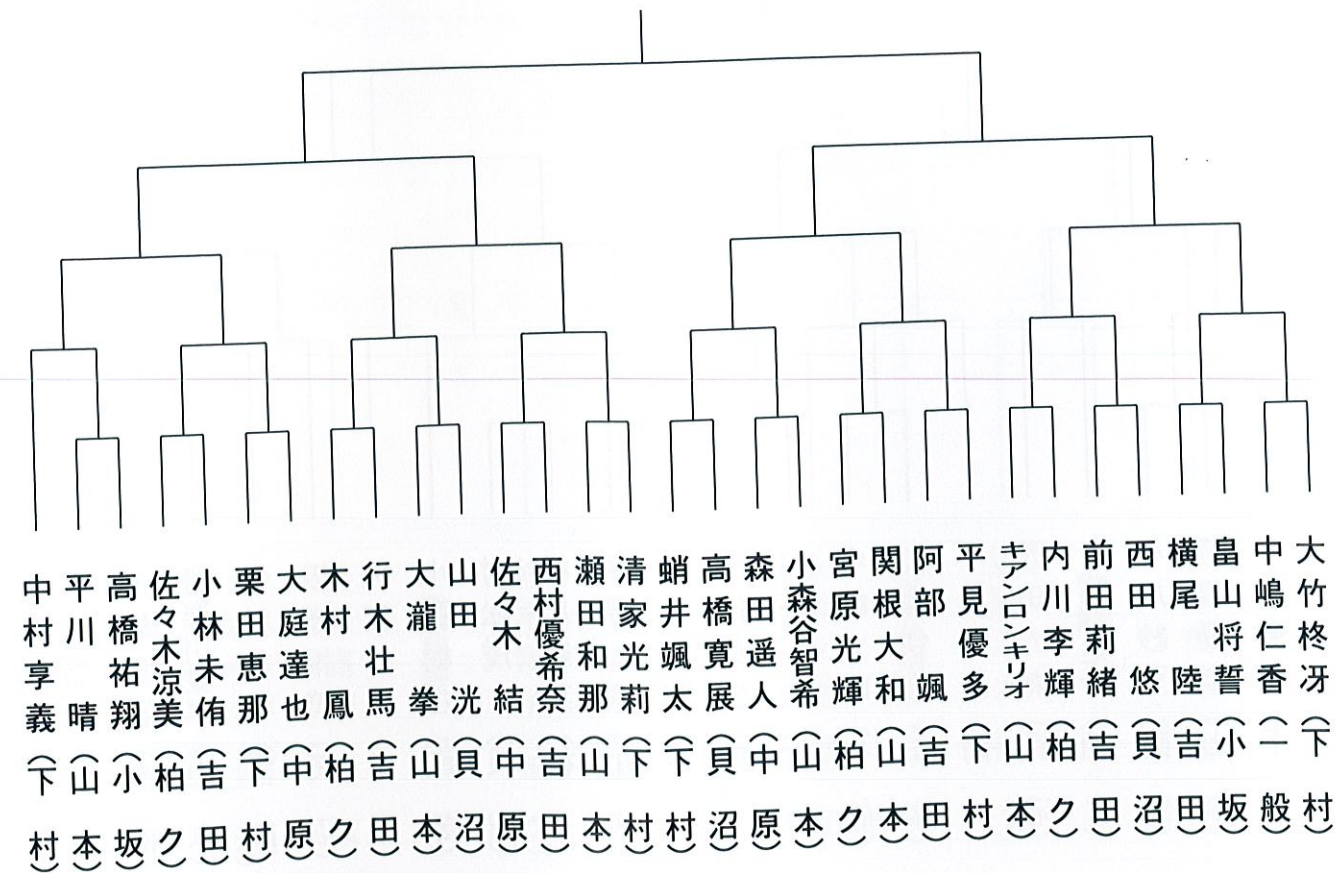 中村享義（下村）
平川晴（山本）
高橋祐翔（小坂）
佐々木涼美（柏ク）
小林未侑（吉田）
栗田恵那（下村）
大庭達也（中原）
木村鳳（柏ク）
行木壮馬（吉田）
大瀧拳（山本）
山田洸（貝沼）
佐々木結（中原）
西村優希奈（吉田）
瀬田和那（山本）
清家光莉（下村）
蛸井颯太（下村）
高橋寛展（貝沼）
森田遥人（中原）
小森谷智希（山本）
宮原光輝（柏ク）
関根大和（山本）
阿部颯（吉田）
平見優多（下村）
キアンロンキリオ（山本）
内川李輝（柏ク）
前田莉緒（吉田）
西田悠（貝沼）
横尾陸（吉田）
畠山将誓（小坂）
中嶋仁香（一般）
大竹柊冴（下村）